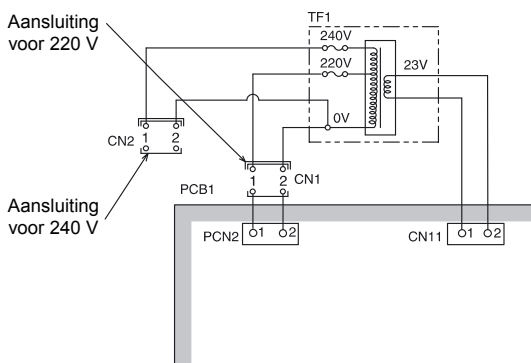 Aansluiting
voor 220 V
TF1
240V
220V
23V
0V
1 2
CN2
1 2
CN1
Aansluiting
voor 240 V
PCB1
PCN2 1 2
CN11 1 2